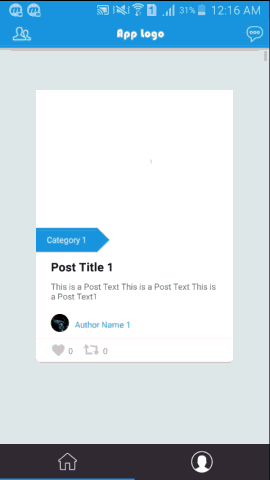 31% 12:16 AM
App Logo
Category 1
Post Title 1
This is a Post Text This is a Post Text This is
a Post Text1
Author Name 1
0 0